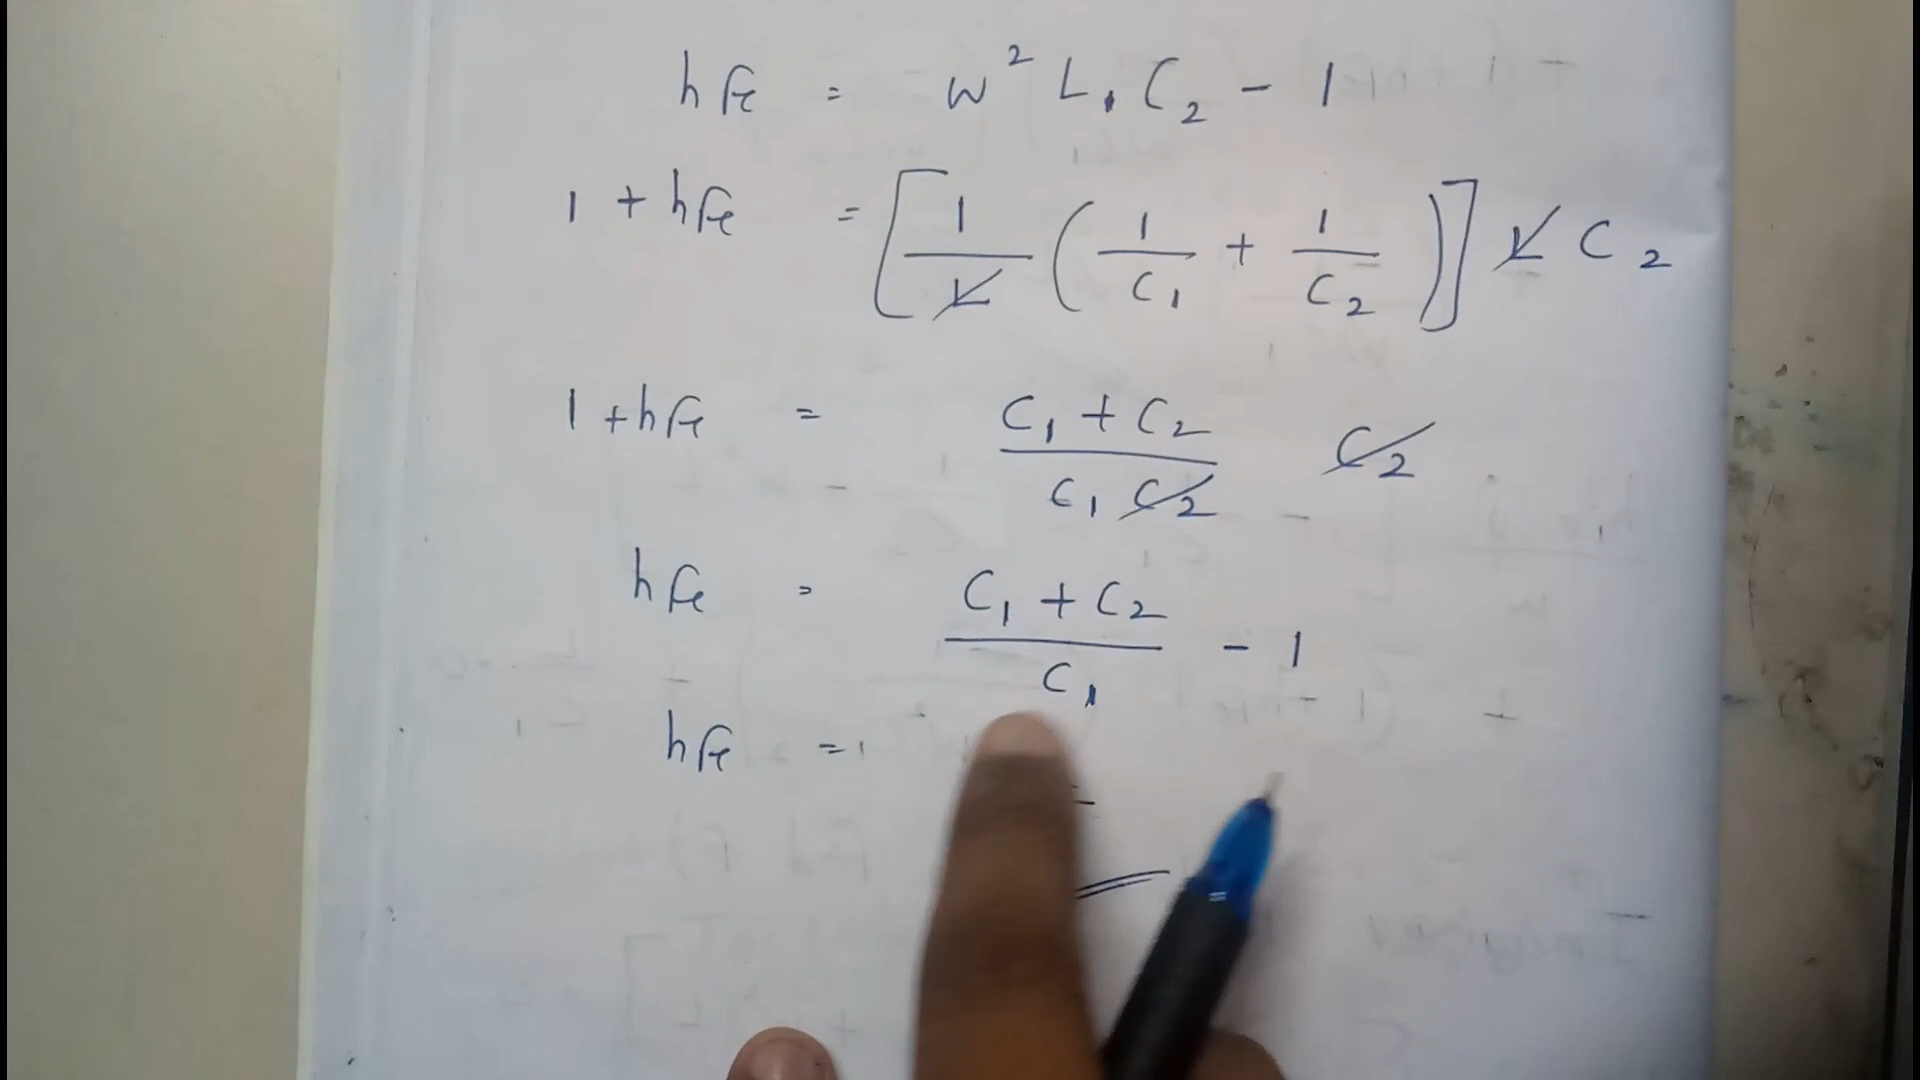 hfe = w² L₁ C₂ - 1
1 + hfe = [ 1/L ( 1/C₁ + 1/C₂ ) ] L C₂
1 + hfe = (C₁ + C₂)/(C₁ C₂) C₂
hfe = (C₁ + C₂)/C₁ - 1
hfe =